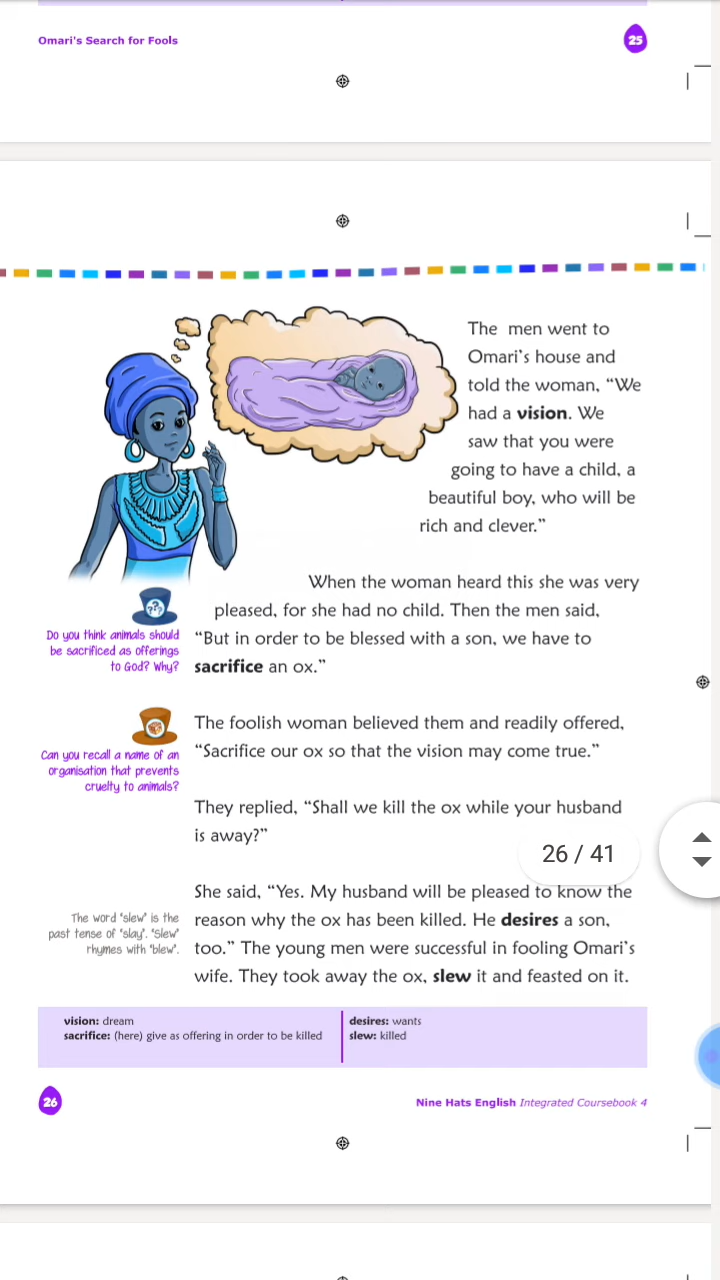 Omari's Search for Fools
25
The men went to
Omari's house and
told the woman, “We
had a vision. We
saw that you were
going to have a child, a
beautiful boy, who will be
rich and clever.”
When the woman heard this she was very
pleased, for she had no child. Then the men said,
“But in order to be blessed with a son, we have to
sacrifice an ox.”
???
Do you think animals should
be sacrificed as offerings
to God? Why?
The foolish woman believed them and readily offered,
“Sacrifice our ox so that the vision may come true.”
Can you recall a name of an
organisation that prevents
cruelty to animals?
They replied, “Shall we kill the ox while your husband
is away?”
26 / 41
She said, “Yes. My husband will be pleased to know the
reason why the ox has been killed. He desires a son,
too.” The young men were successful in fooling Omari's
wife. They took away the ox, slew it and feasted on it.
The word ‘slew’ is the
past tense of ‘slay’. ‘Slew’
rhymes with ‘blew’.
vision: dream
sacrifice: (here) give as offering in order to be killed
desires: wants
slew: killed
26
Nine Hats English Integrated Coursebook 4